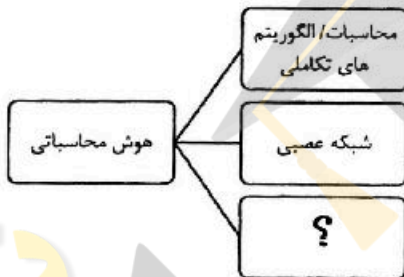 محاسبات/الگوریتم
های تکاملی
هوش محاسباتی
شبکه عصبی
؟